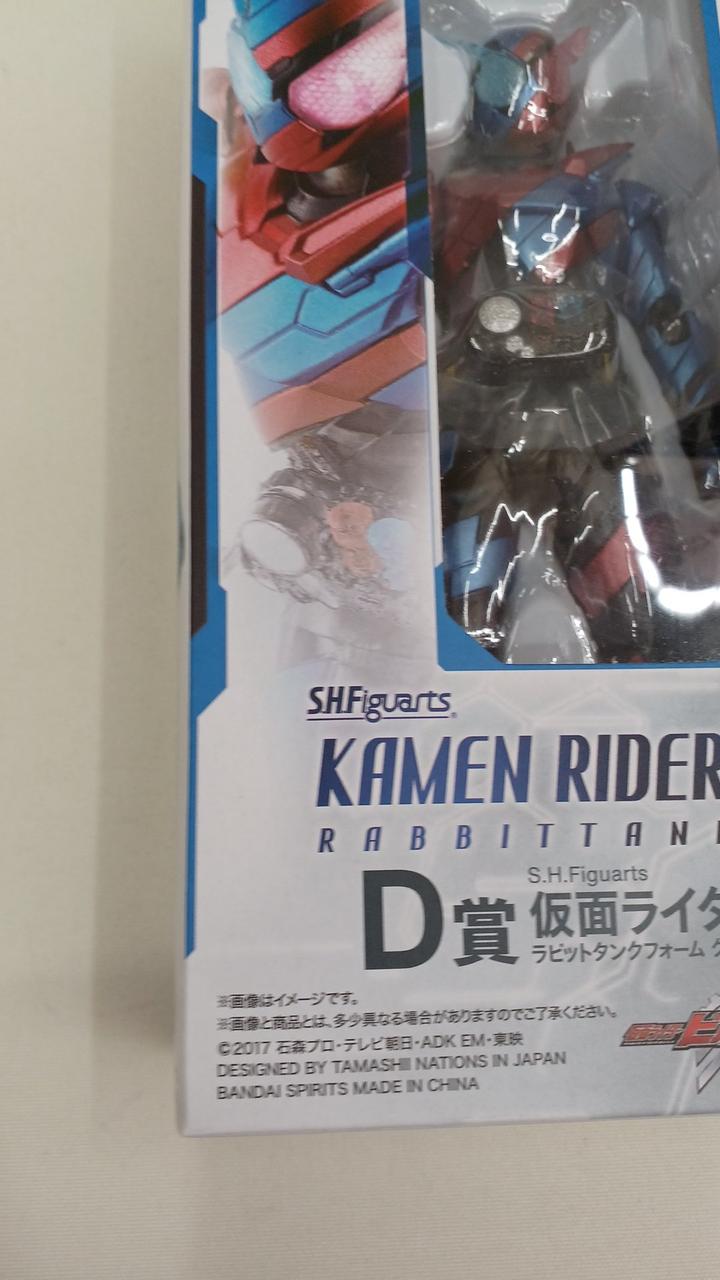 S.H.Figuarts
KAMEN RIDER
RABBITTAN
D賞
S.H.Figuarts
仮面ライダ
ラビットタンクフォーム
※画像はイメージです。
※画像と商品とは、多少異なる場合がありますのでご了承ください。
©2017 石森プロ・テレビ朝日・ADK EM・東映
DESIGNED BY TAMASHII NATIONS IN JAPAN
BANDAI SPIRITS MADE IN CHINA